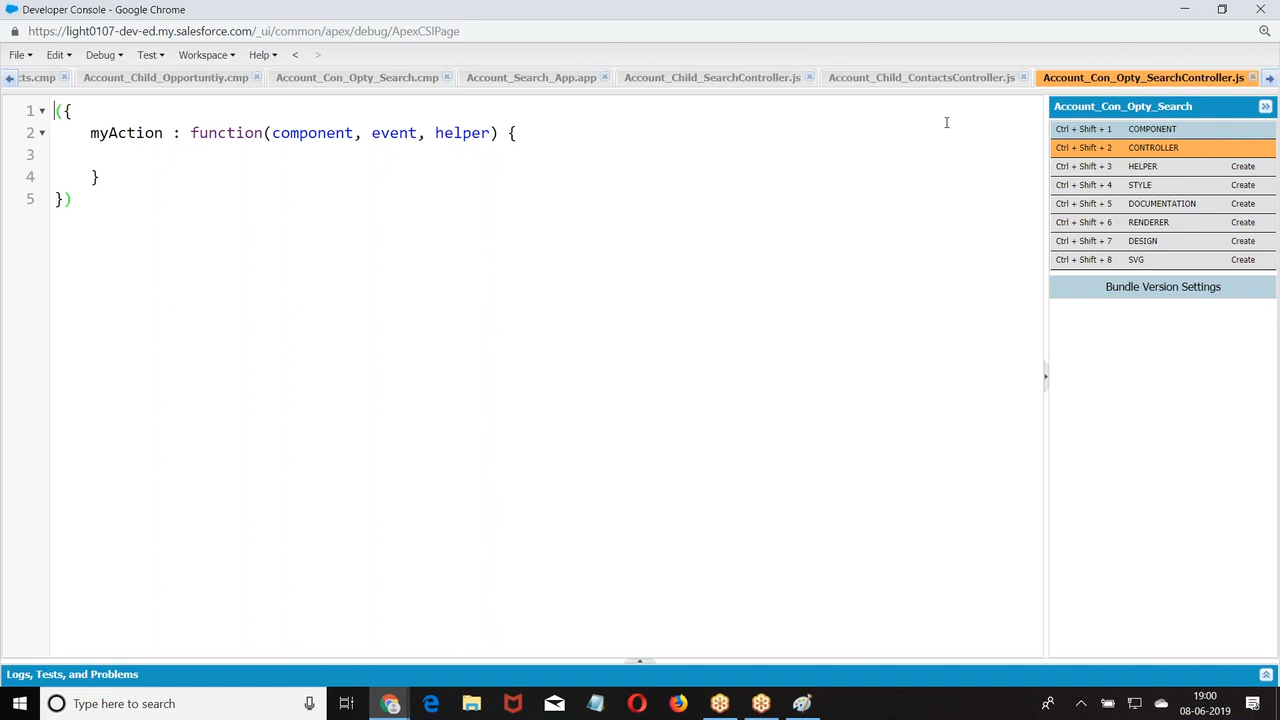 Developer Console - Google Chrome
https://light0107-dev-ed.my.salesforce.com/_ui/common/apex/debug/ApexCSIPage
File Edit Debug Test Workspace Help < >
cts.cmp Account_Child_Opportuntiy.cmp Account_Con_Opty_Search.cmp Account_Search_App.app Account_Child_SearchController.js Account_Child_ContactsController.js Account_Con_Opty_SearchController.js
1 ({
2 myAction : function(component, event, helper) {
3
4 }
5 })
Account_Con_Opty_Search
Ctrl + Shift + 1 COMPONENT
Ctrl + Shift + 2 CONTROLLER
Ctrl + Shift + 3 HELPER Create
Ctrl + Shift + 4 STYLE Create
Ctrl + Shift + 5 DOCUMENTATION Create
Ctrl + Shift + 6 RENDERER Create
Ctrl + Shift + 7 DESIGN Create
Ctrl + Shift + 8 SVG Create
Bundle Version Settings
Logs, Tests, and Problems
Type here to search
19:00
08-06-2019